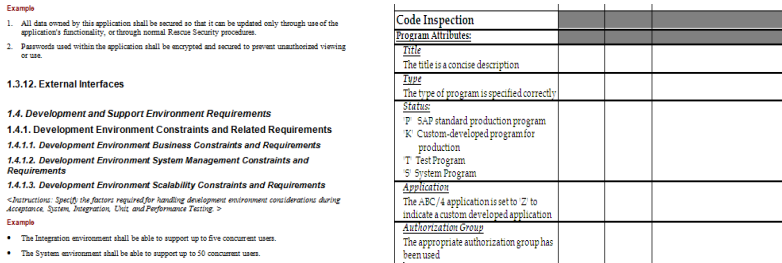 Example
1. All data owned by this application shall be secured so that it can be updated only through use of the
application's functionality, or through normal Rescue Security procedures.
2. Passwords used within the application shall be encrypted and secured to prevent unauthorized viewing
or use.
1.3.12. External Interfaces
1.4. Development and Support Environment Requirements
1.4.1. Development Environment Constraints and Related Requirements
1.4.1.1. Development Environment Business Constraints and Requirements
1.4.1.2. Development Environment System Management Constraints and
Requirements
1.4.1.3. Development Environment Scalability Constraints and Requirements
<Instructions: Specify the factors required for handling development environment considerations during
Acceptance, System, Integration, Unit, and Performance Testing. >
Example
• The Integration environment shall be able to support up to five concurrent users.
• The System environment shall be able to support up to 50 concurrent users.
Code Inspection
Program Attributes:
Title
The title is a concise description
Type
The type of program is specified correctly
Status:
'P' SAP standard production program
'K' Custom-developed program for
production
'T' Test Program
'S' System Program
Application
The ABC/4 application is set to 'Z' to
indicate a custom developed application
Authorization Group
The appropriate authorization group has
been used